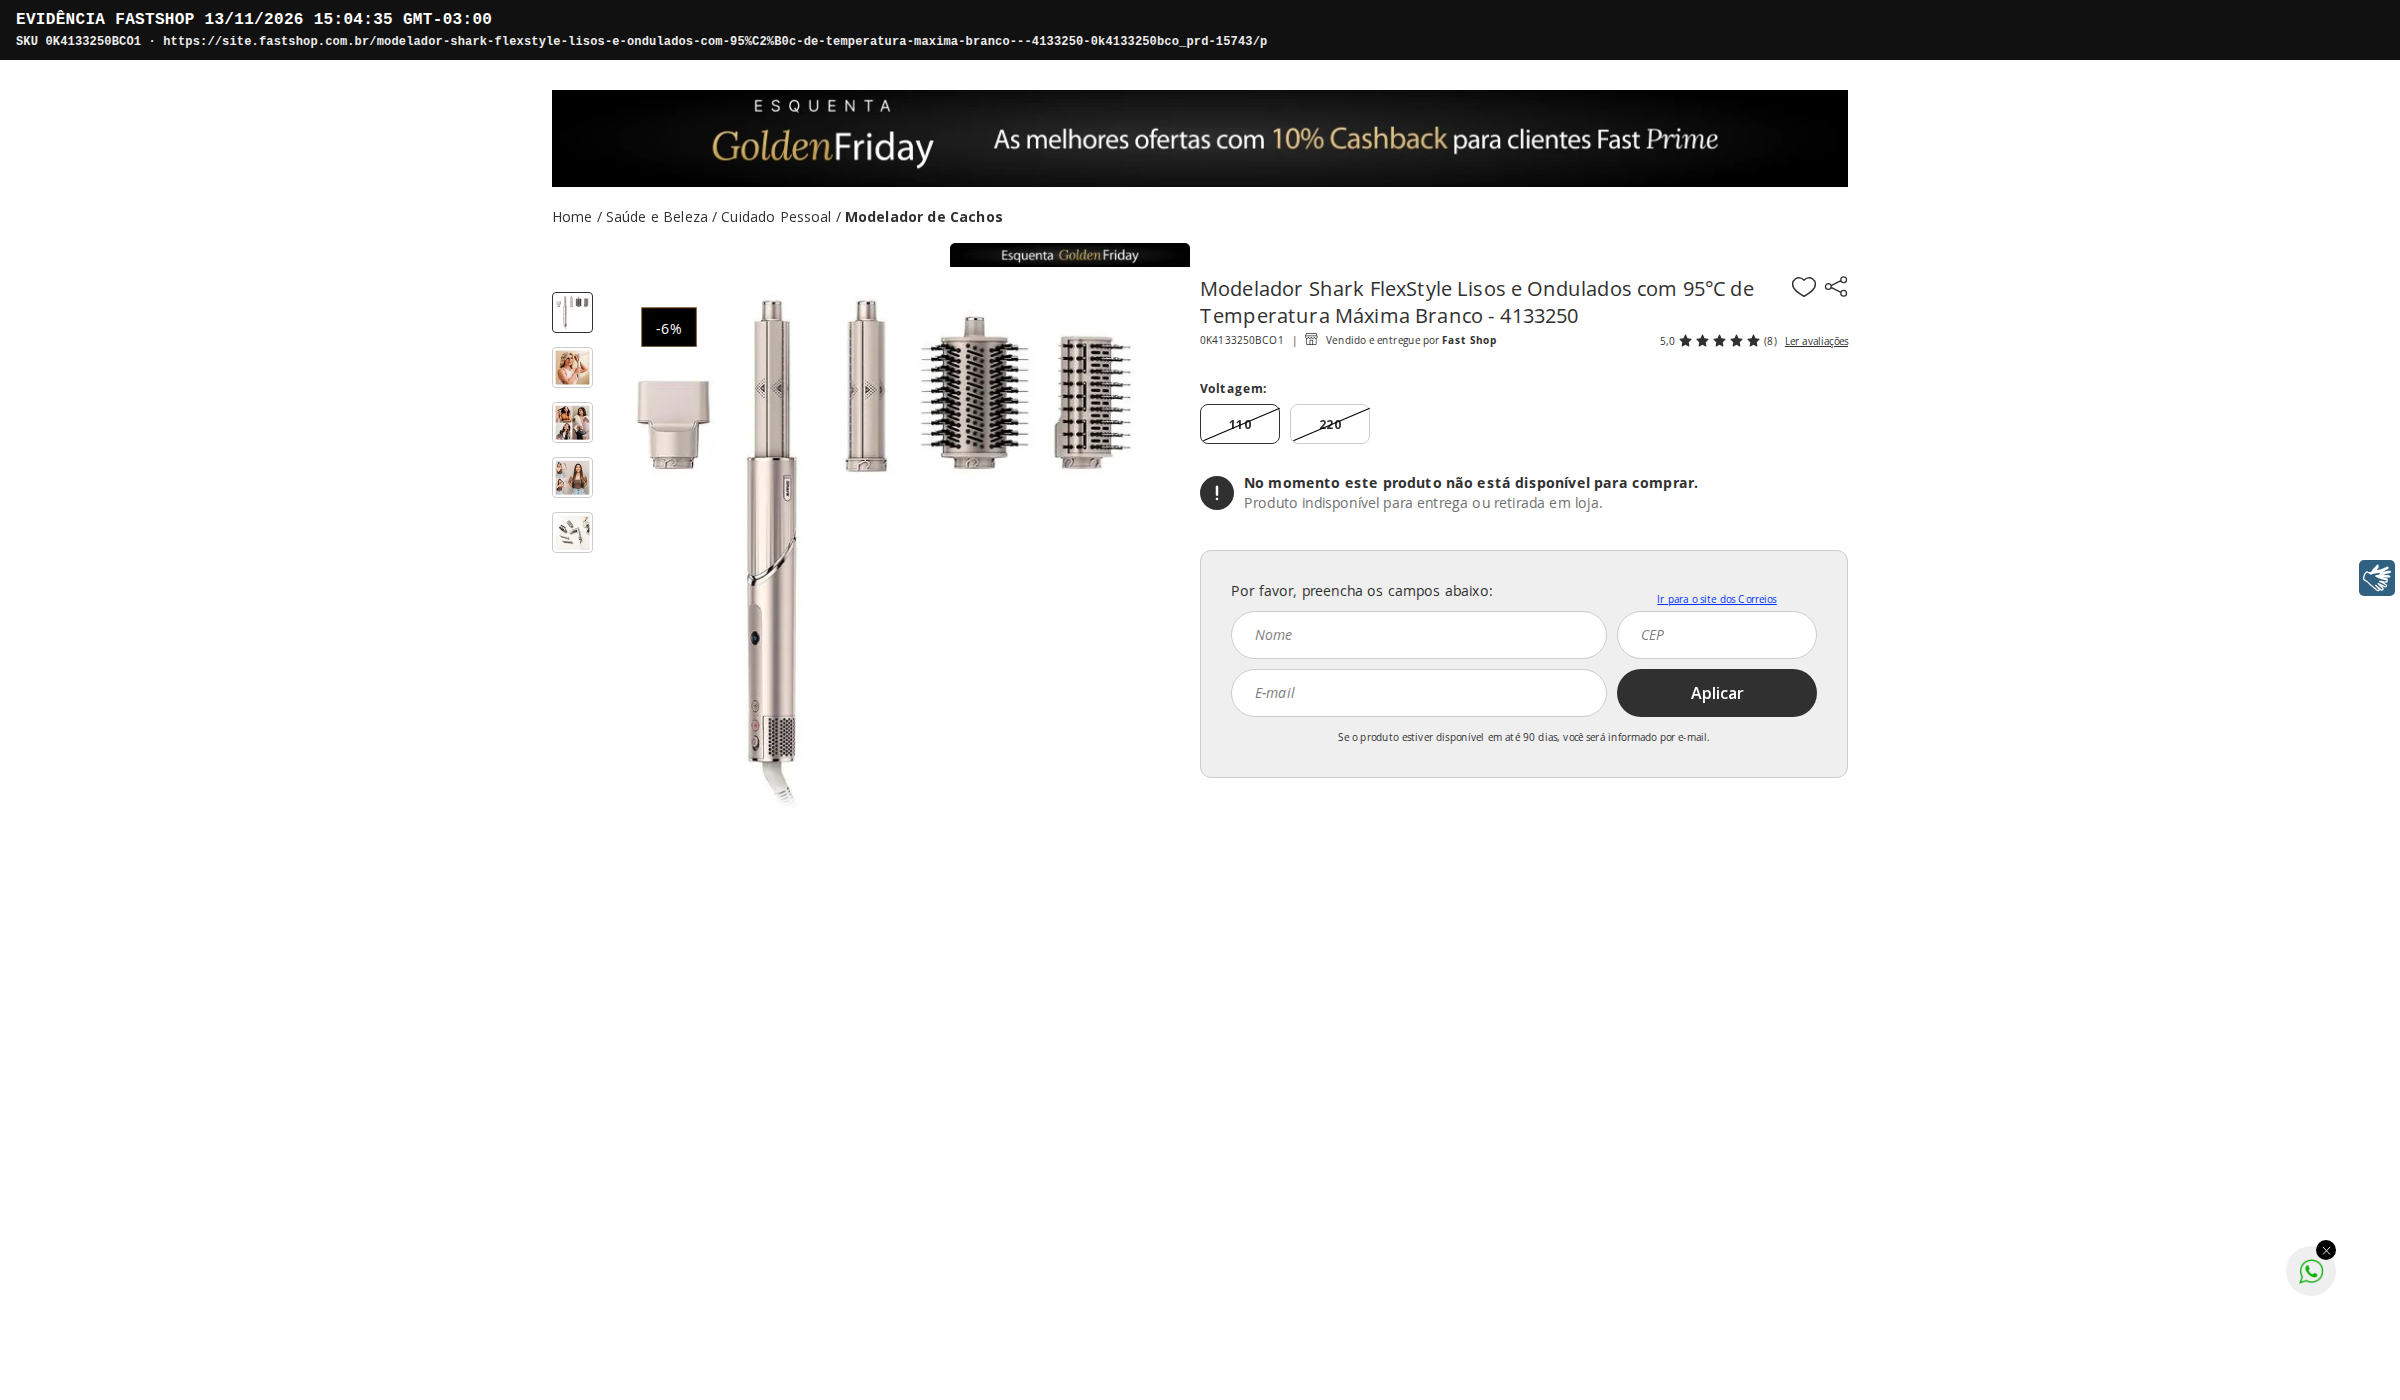 EVIDÊNCIA FASTSHOP 13/11/2026 15:04:35 GMT-03:00
SKU 0K4133250BCO1 · https://site.fastshop.com.br/modelador-shark-flexstyle-lisos-e-ondulados-com-95%C2%B0c-de-temperatura-maxima-branco---4133250-0k4133250bco_prd-15743/p
ESQUENTA
GoldenFriday
As melhores ofertas com 10% Cashback para clientes Fast Prime
Home / Saúde e Beleza / Cuidado Pessoal / Modelador de Cachos
Esquenta GoldenFriday
-6%
Modelador Shark FlexStyle Lisos e Ondulados com 95°C de
Temperatura Máxima Branco - 4133250
0K4133250BCO1 | Vendido e entregue por Fast Shop
5,0 (8) Ler avaliações
Voltagem:
110 220
No momento este produto não está disponível para comprar.
Produto indisponível para entrega ou retirada em loja.
Por favor, preencha os campos abaixo:
Ir para o site dos Correios
Nome CEP
E-mail Aplicar
Se o produto estiver disponível em até 90 dias, você será informado por e-mail.